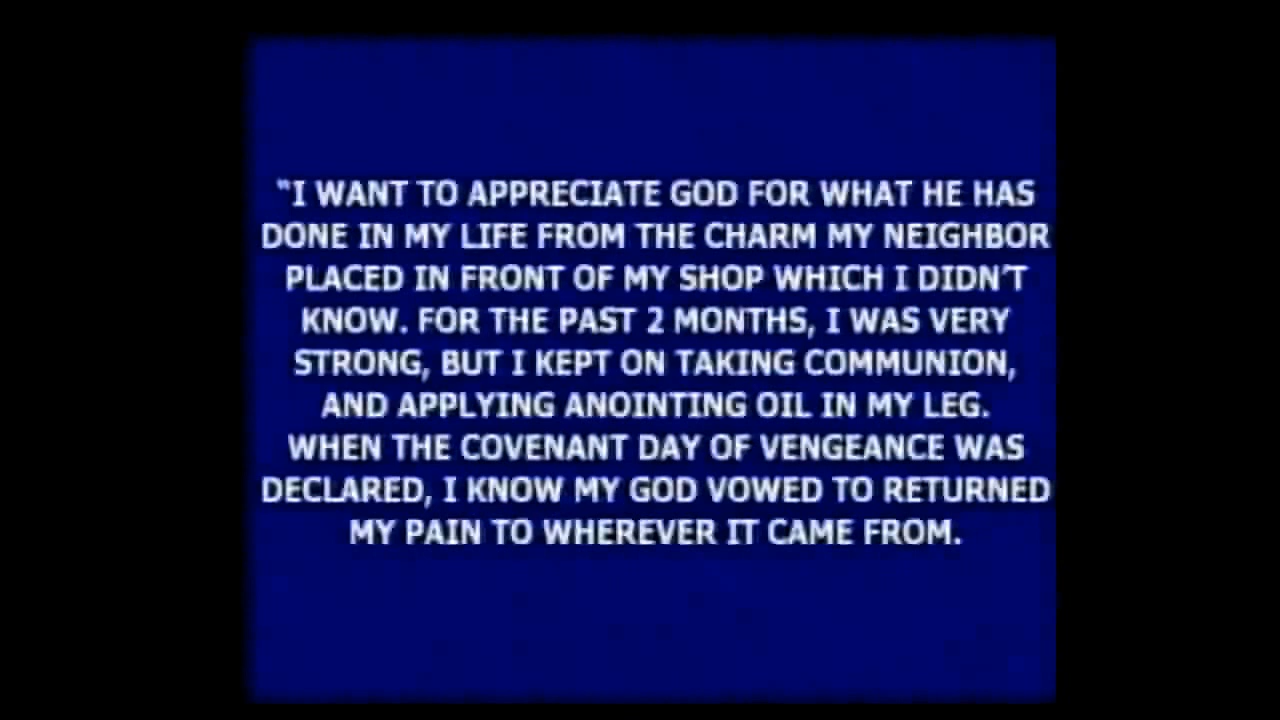 "I WANT TO APPRECIATE GOD FOR WHAT HE HAS
DONE IN MY LIFE FROM THE CHARM MY NEIGHBOR
PLACED IN FRONT OF MY SHOP WHICH I DIDN'T
KNOW. FOR THE PAST 2 MONTHS, I WAS VERY
STRONG, BUT I KEPT ON TAKING COMMUNION,
AND APPLYING ANOINTING OIL IN MY LEG.
WHEN THE COVENANT DAY OF VENGEANCE WAS
DECLARED, I KNOW MY GOD VOWED TO RETURNED
MY PAIN TO WHEREVER IT CAME FROM.